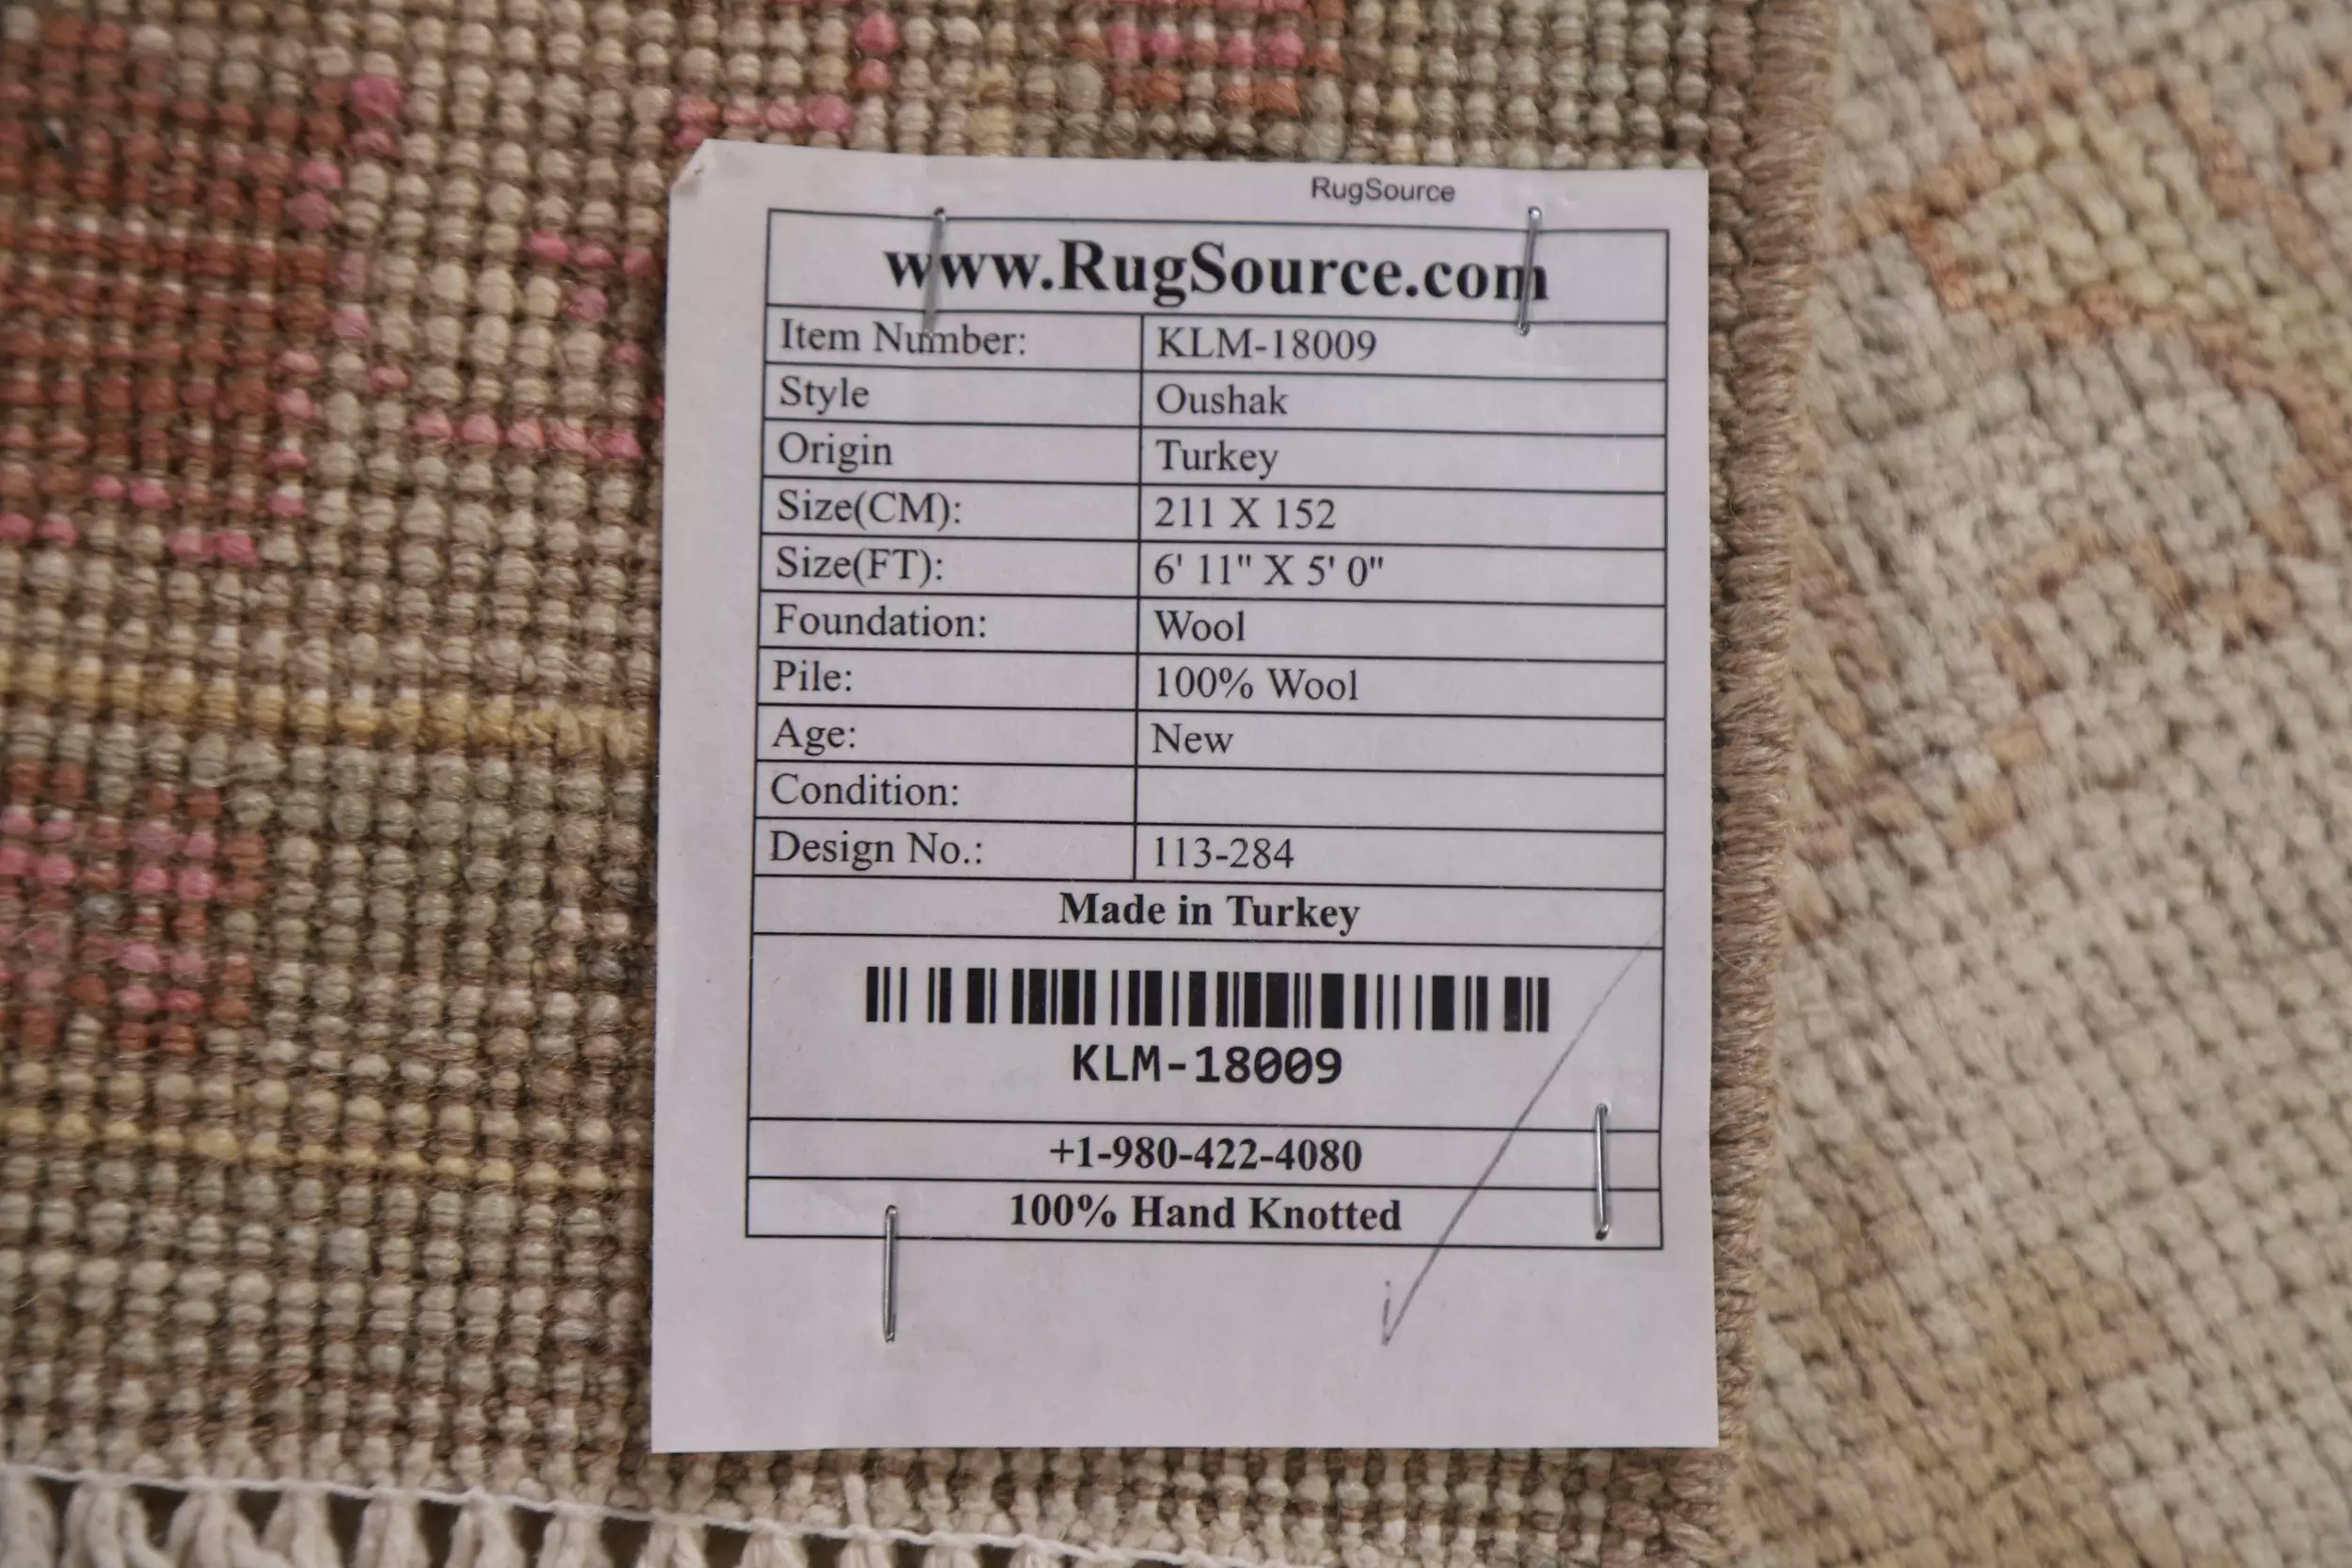 RugSource
www.RugSource.com
Item Number: KLM-18009
Style Oushak
Origin Turkey
Size(CM): 211 X 152
Size(FT): 6' 11" X 5' 0"
Foundation: Wool
Pile: 100% Wool
Age: New
Condition:
Design No.: 113-284
Made in Turkey
KLM-18009
+1-980-422-4080
100% Hand Knotted